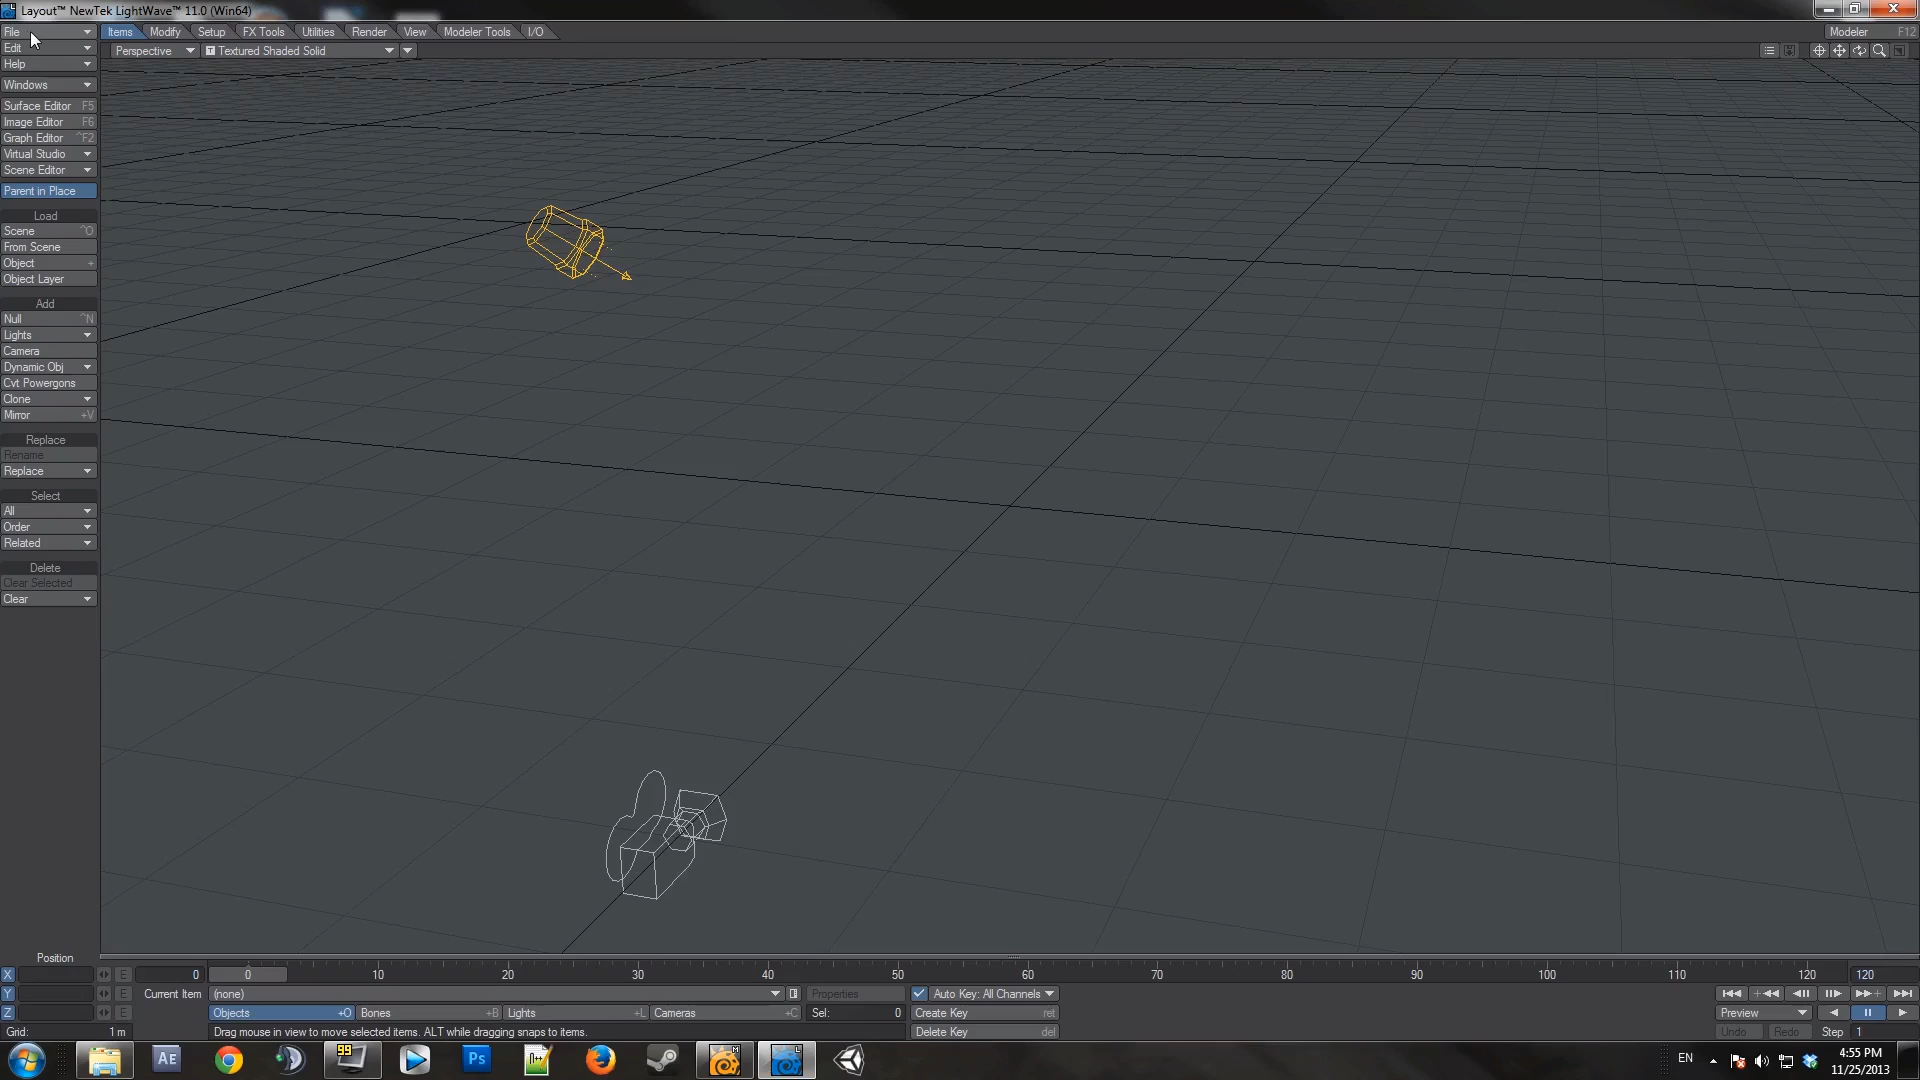 Layout™ NewTek LightWave™ 11.0 (Win64)
File Items Modify Setup FX Tools Utilities Render View Modeler Tools I/O Modeler F12
Edit Perspective T Textured Shaded Solid
Help
Windows
Surface Editor F5
Image Editor F6
Graph Editor ^F2
Virtual Studio
Scene Editor
Parent in Place
Load
Scene ^O
From Scene
Object +
Object Layer
Add
Null ^N
Lights
Camera
Dynamic Obj
Cvt Powergons
Clone
Mirror +V
Replace
Rename
Replace
Select
All
Order
Related
Delete
Clear Selected
Clear
Position
X E 0 0 10 20 30 40 50 60 70 80 90 100 110 120 120
Y E Current Item (none) Properties Auto Key: All Channels
Z E Objects +O Bones +B Lights +L Cameras +C Sel: 0 Create Key ret Preview
Grid: 1 m Drag mouse in view to move selected items. ALT while dragging snaps to items. Delete Key del Undo Redo Step 1
AE 99 Ps n++ M L EN 4:55 PM
11/25/2013